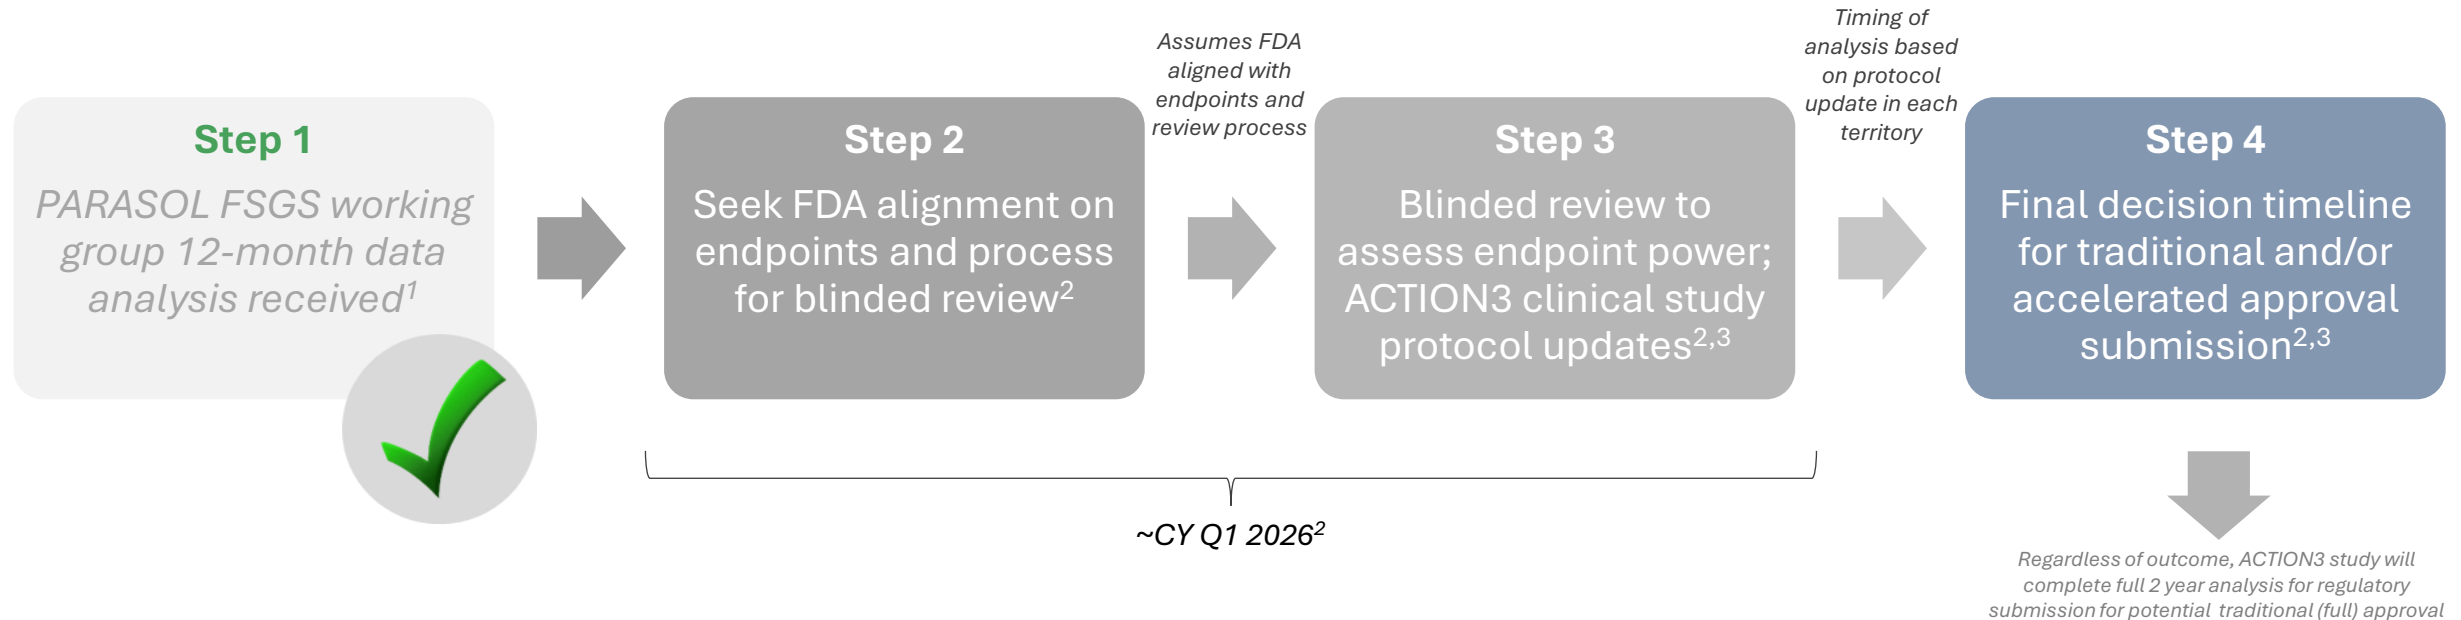 Step 1
PARASOL FSGS working
group 12-month data
analysis received1
Step 2
Seek FDA alignment on
endpoints and process
for blinded review2
Assumes FDA
aligned with
endpoints and
review process
Step 3
Blinded review to
assess endpoint power;
ACTION3 clinical study
protocol updates2,3
Timing of
analysis based
on protocol
update in each
territory
Step 4
Final decision timeline
for traditional and/or
accelerated approval
submission2,3
~CY Q1 20262
Regardless of outcome, ACTION3 study will
complete full 2 year analysis for regulatory
submission for potential traditional (full) approval